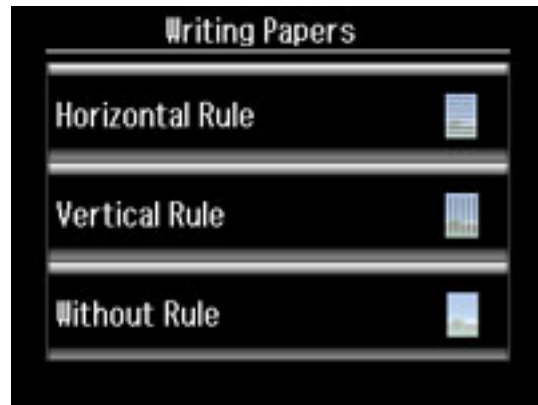 Writing Papers
Horizontal Rule
Vertical Rule
Without Rule